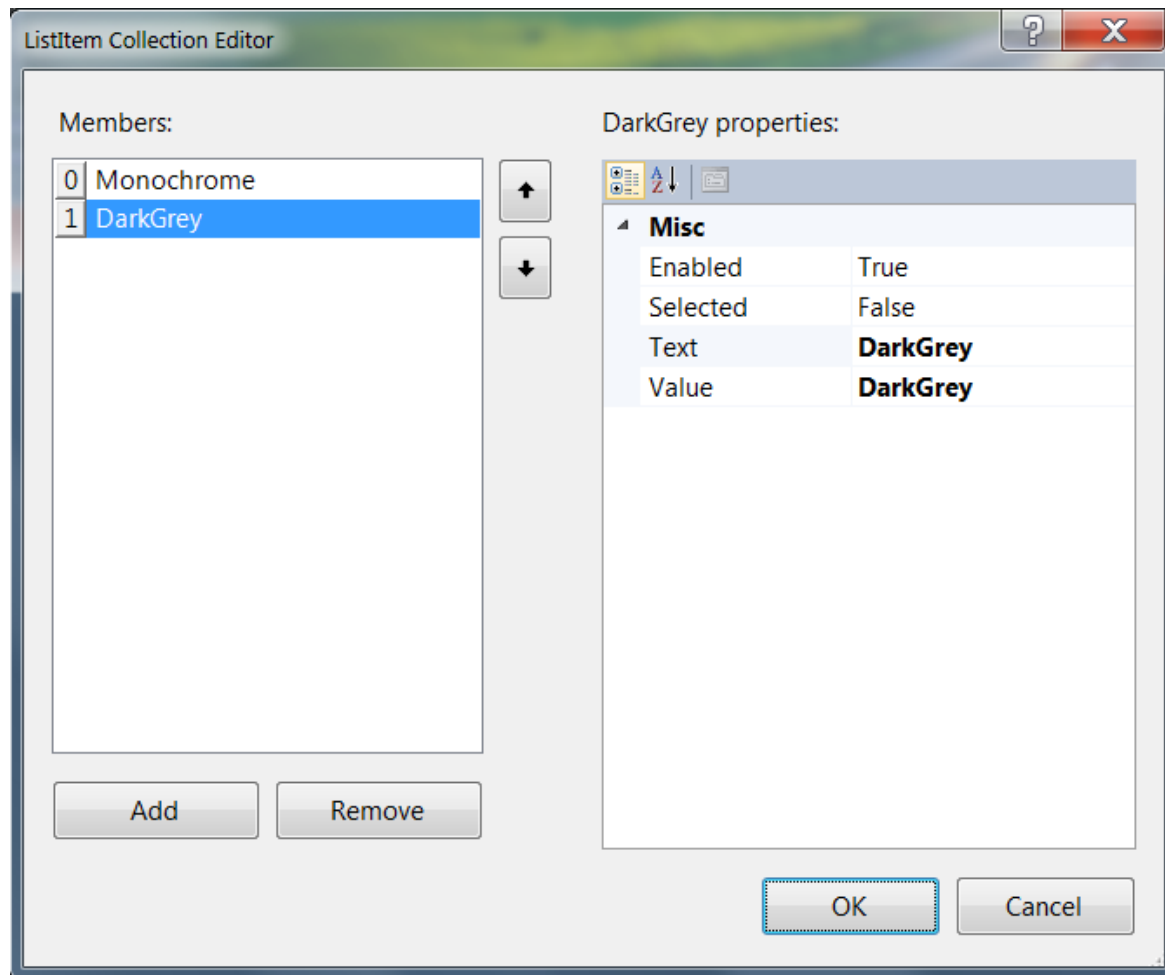 ListItem Collection Editor
Members:
0 Monochrome
1 DarkGrey
Add Remove
DarkGrey properties:
Misc
Enabled True
Selected False
Text DarkGrey
Value DarkGrey
OK Cancel